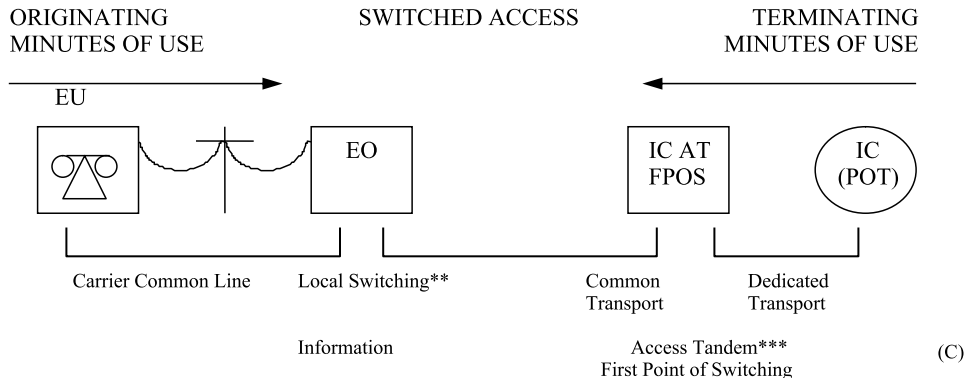 ORIGINATING
MINUTES OF USE
SWITCHED ACCESS
TERMINATING
MINUTES OF USE
EU
EO
IC AT
FPOS
IC
(POT)
Carrier Common Line
Local Switching**
Common
Transport
Dedicated
Transport
Information
Access Tandem***
First Point of Switching
(C)